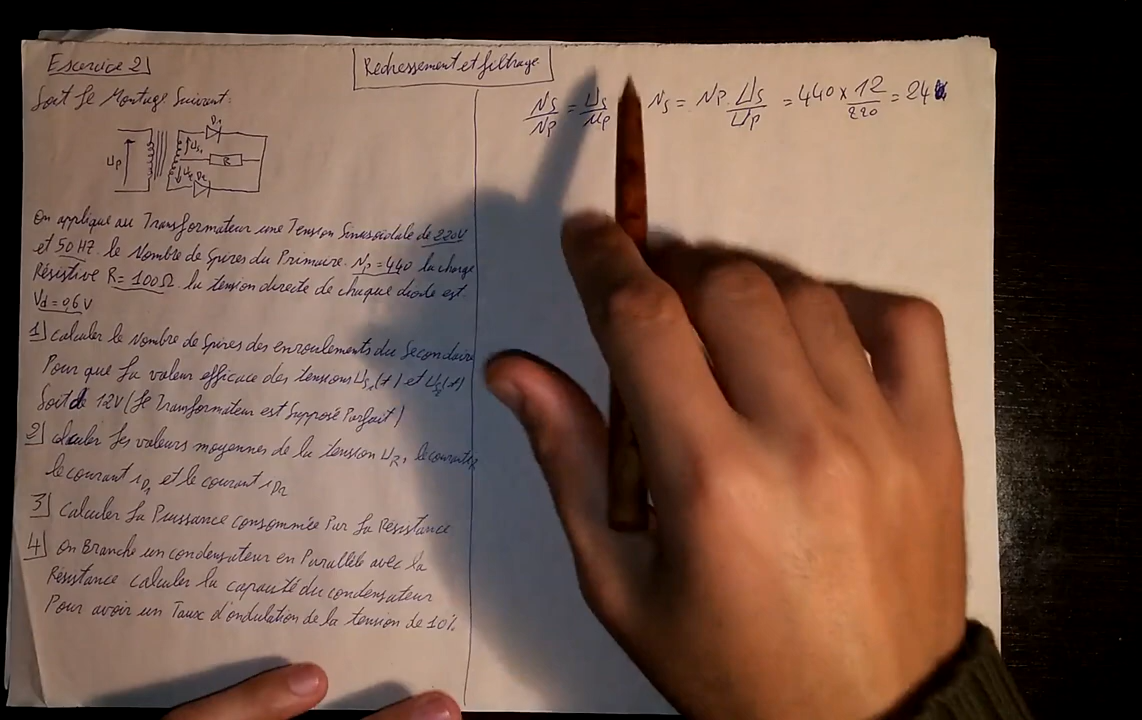 Exercice 2
Redressement et filtrage
Soit le Montage Suivant:
D1
Up
Us1
R
D2
On applique au Transformateur une Tension Sinusoïdale de 220V
et 50 HZ. le Nombre de Spires du Primaire. Np = 440 la charge
Résistive R = 100Ω. la tension directe de chaque diode est.
Vd = 0,6 V
1) calculer le Nombre de Spires des enroulements du Secondaire
Pour que la valeur efficace des tensions Us1(t) et Us2(t)
Soit de 12V (le Transformateur est Supposé Parfait)
2) calculer les valeurs moyennes de la tension UR, le courant
le courant iD1 et le courant iD2
3) calculer la Puissance consommée Par la Résistance
4) On Branche un condensateur en Parallèle avec la
Résistance calculer la capacité du condensateur
Pour avoir un Taux d'ondulation de la tension de 10%.
Ns/Np = Us/Up Ns = Np. Us/Up = 440 x 12/220 = 24